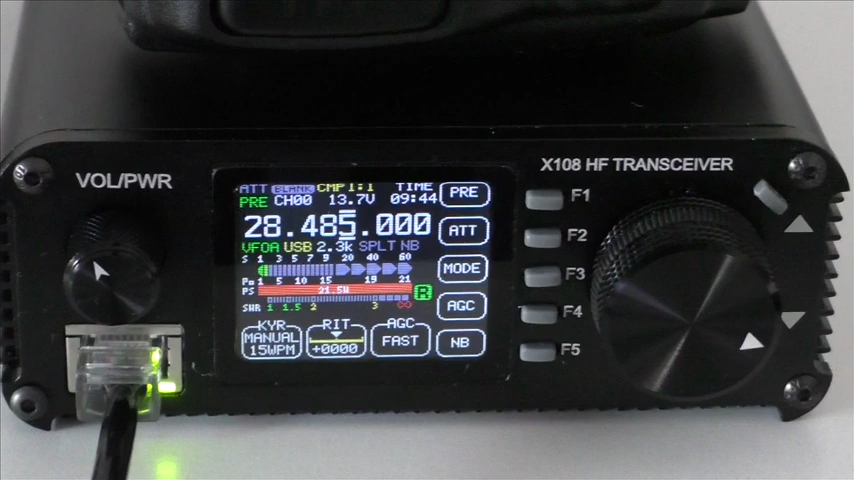 VOL/PWR
X108 HF TRANSCEIVER
ATT BLANK CMP1:1 TIME
PRE CH00 13.7V 09:44
28.485.000
VFOA USB 2.3k SPLT NB
S 1 3 5 7 9 20 40 60
Po 1 5 10 15 19 21
PS 21.5W
R
SWR 1 1.5 2 3 ∞
KYR
MANUAL
15WPM
RIT
+0000
AGC
FAST
PRE
ATT
MODE
AGC
NB
F1
F2
F3
F4
F5